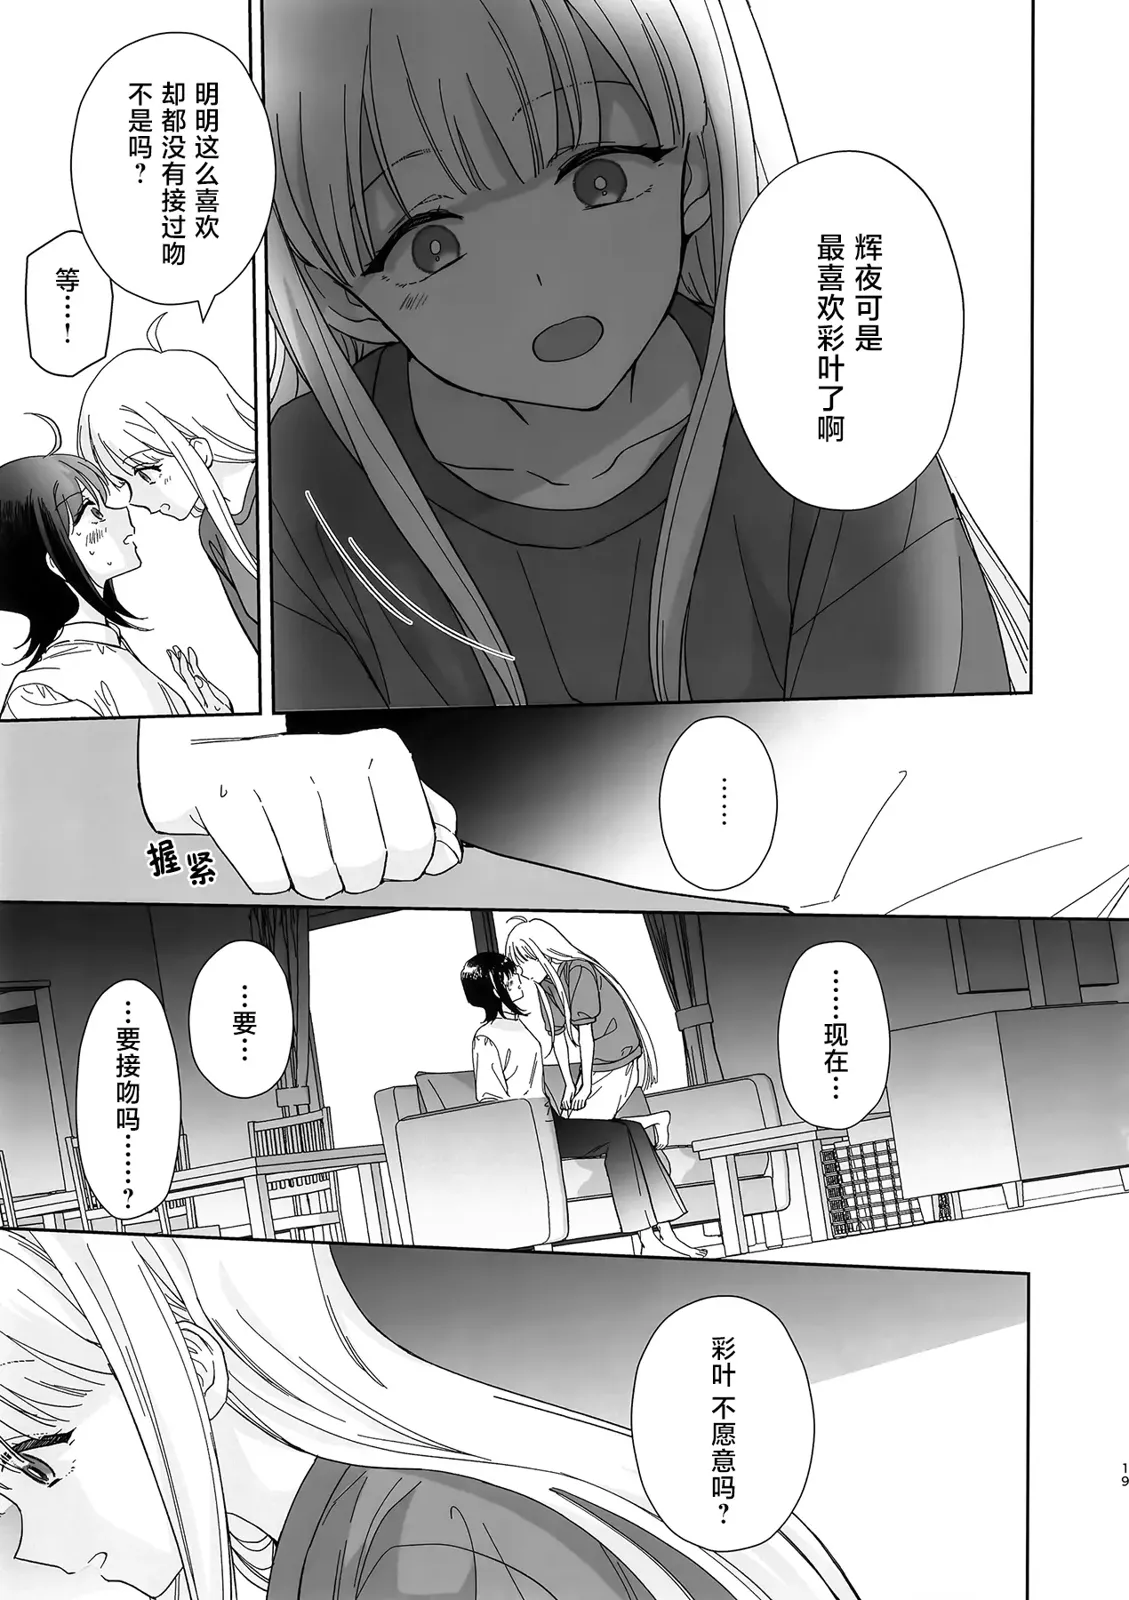 辉夜可是
最喜欢彩叶了啊
明明这么喜欢
却都没有接过吻
不是吗？
等…！
……
握紧
……现在…
…要…
…要接吻吗……？
彩叶 不愿意吗？
19